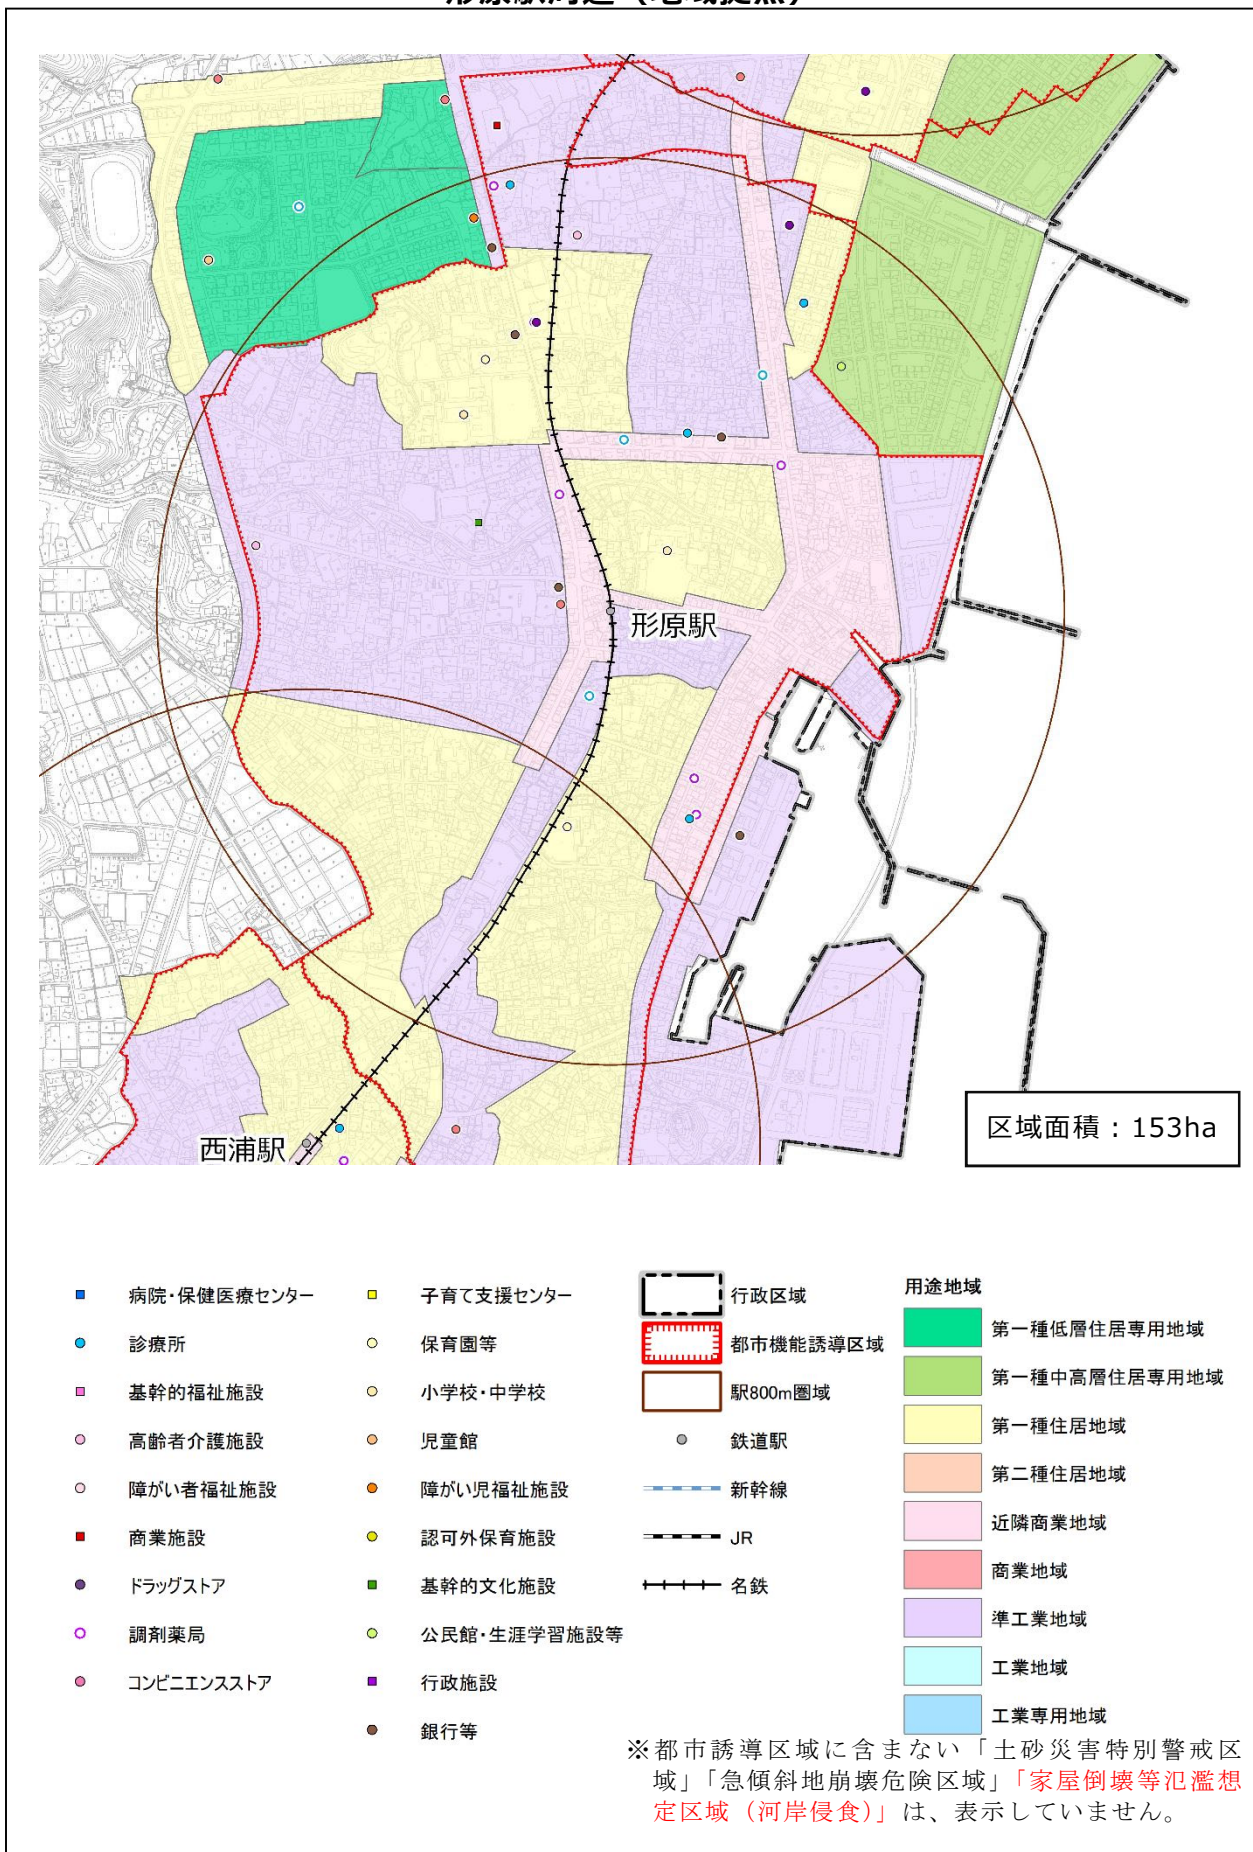 形原駅周辺（地域拠点）
形原駅
西浦駅
区域面積：153ha
病院・保健医療センター
診療所
基幹的福祉施設
高齢者介護施設
障がい者福祉施設
商業施設
ドラッグストア
調剤薬局
コンビニエンスストア
子育て支援センター
保育園等
小学校・中学校
児童館
障がい児福祉施設
認可外保育施設
基幹的文化施設
公民館・生涯学習施設等
行政施設
銀行等
行政区域
都市機能誘導区域
駅800m圏域
鉄道駅
新幹線
JR
名鉄
用途地域
第一種低層住居専用地域
第一種中高層住居専用地域
第一種住居地域
第二種住居地域
近隣商業地域
商業地域
準工業地域
工業地域
工業専用地域
※都市誘導区域に含まない「土砂災害特別警戒区
域」「急傾斜地崩壊危険区域」「家屋倒壊等氾濫想
定区域（河岸侵食）」は、表示していません。